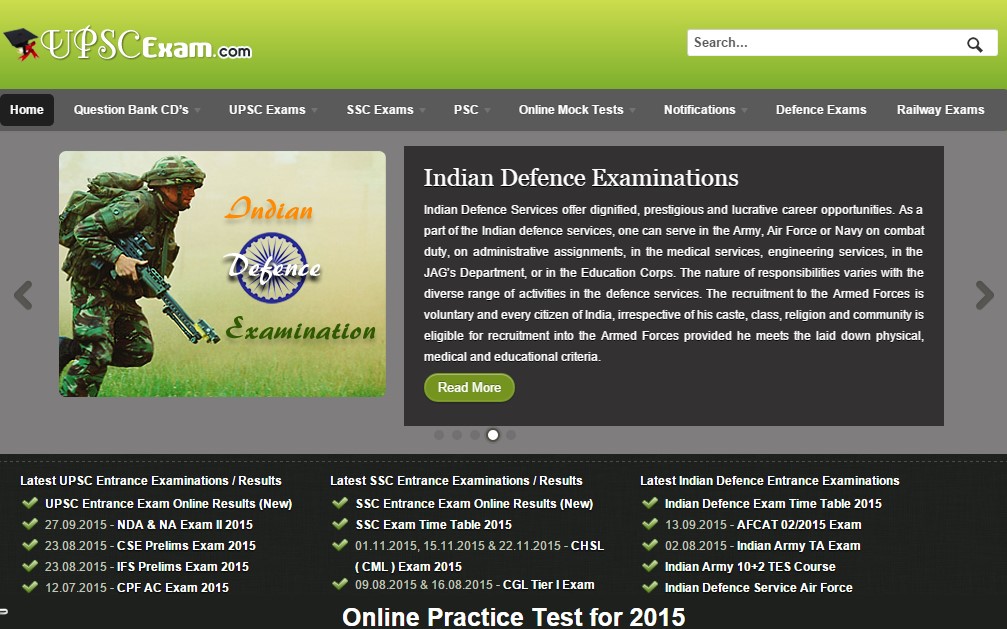 UPSCExam.com
Search...
Home
Question Bank CD's
UPSC Exams
SSC Exams
PSC
Online Mock Tests
Notifications
Defence Exams
Railway Exams
Indian
Defence
Examination
Indian Defence Examinations
Indian Defence Services offer dignified, prestigious and lucrative career opportunities. As a
part of the Indian defence services, one can serve in the Army, Air Force or Navy on combat
duty, on administrative assignments, in the medical services, engineering services, in the
JAG's Department, or in the Education Corps. The nature of responsibilities varies with the
diverse range of activities in the defence services. The recruitment to the Armed Forces is
voluntary and every citizen of India, irrespective of his caste, class, religion and community is
eligible for recruitment into the Armed Forces provided he meets the laid down physical,
medical and educational criteria.
Read More
Latest UPSC Entrance Examinations / Results
UPSC Entrance Exam Online Results (New)
27.09.2015 - NDA & NA Exam II 2015
23.08.2015 - CSE Prelims Exam 2015
23.08.2015 - IFS Prelims Exam 2015
12.07.2015 - CPF AC Exam 2015
Latest SSC Entrance Examinations / Results
SSC Entrance Exam Online Results (New)
SSC Exam Time Table 2015
01.11.2015, 15.11.2015 & 22.11.2015 - CHSL
( CML ) Exam 2015
09.08.2015 & 16.08.2015 - CGL Tier I Exam
Latest Indian Defence Entrance Examinations
Indian Defence Exam Time Table 2015
13.09.2015 - AFCAT 02/2015 Exam
02.08.2015 - Indian Army TA Exam
Indian Army 10+2 TES Course
Indian Defence Service Air Force
Online Practice Test for 2015